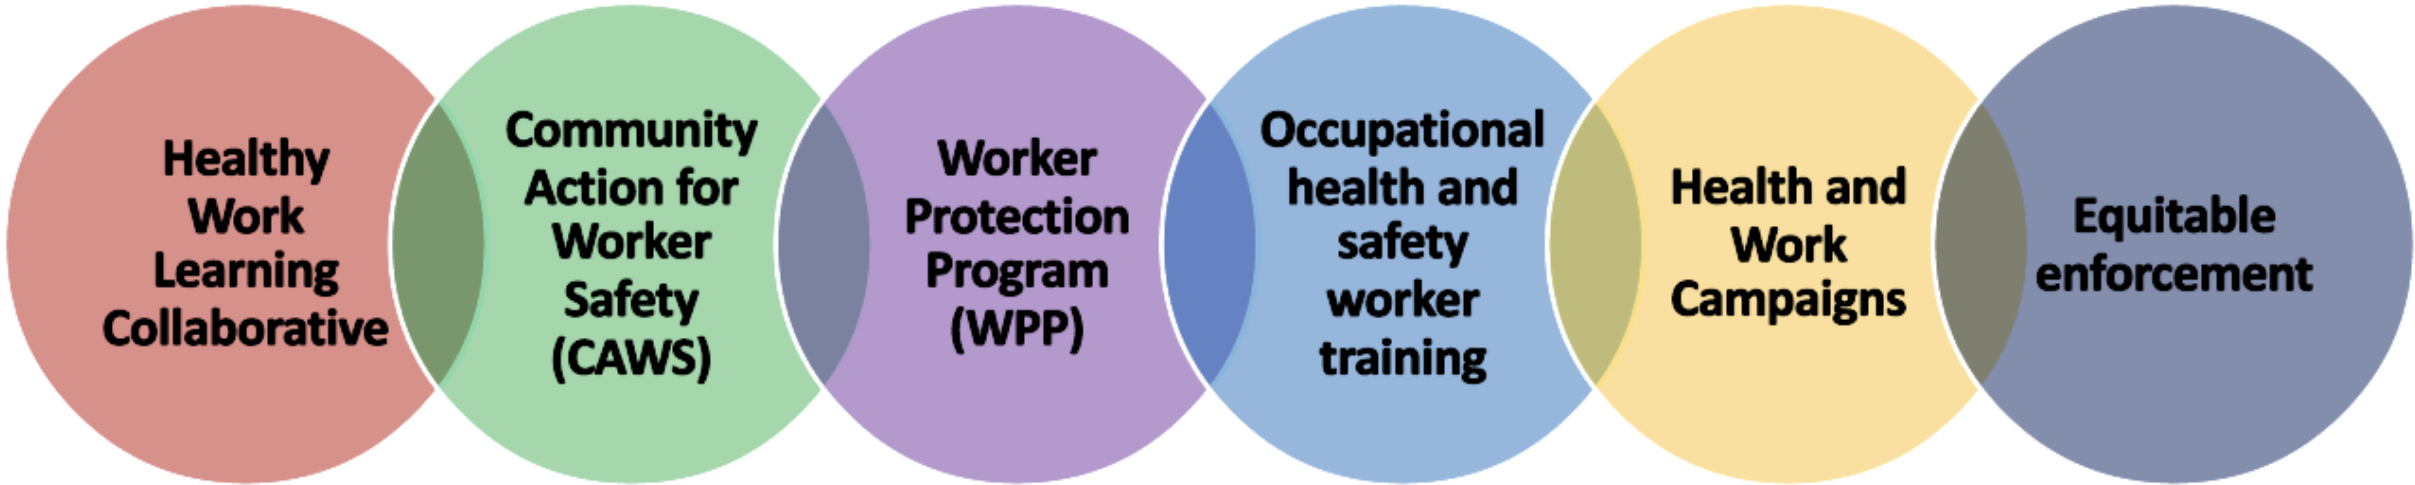 Healthy
Work
Learning
Collaborative
Community
Action for
Worker
Safety
(CAWS)
Worker
Protection
Program
(WPP)
Occupational
health and
safety
worker
training
Health and
Work
Campaigns
Equitable
enforcement